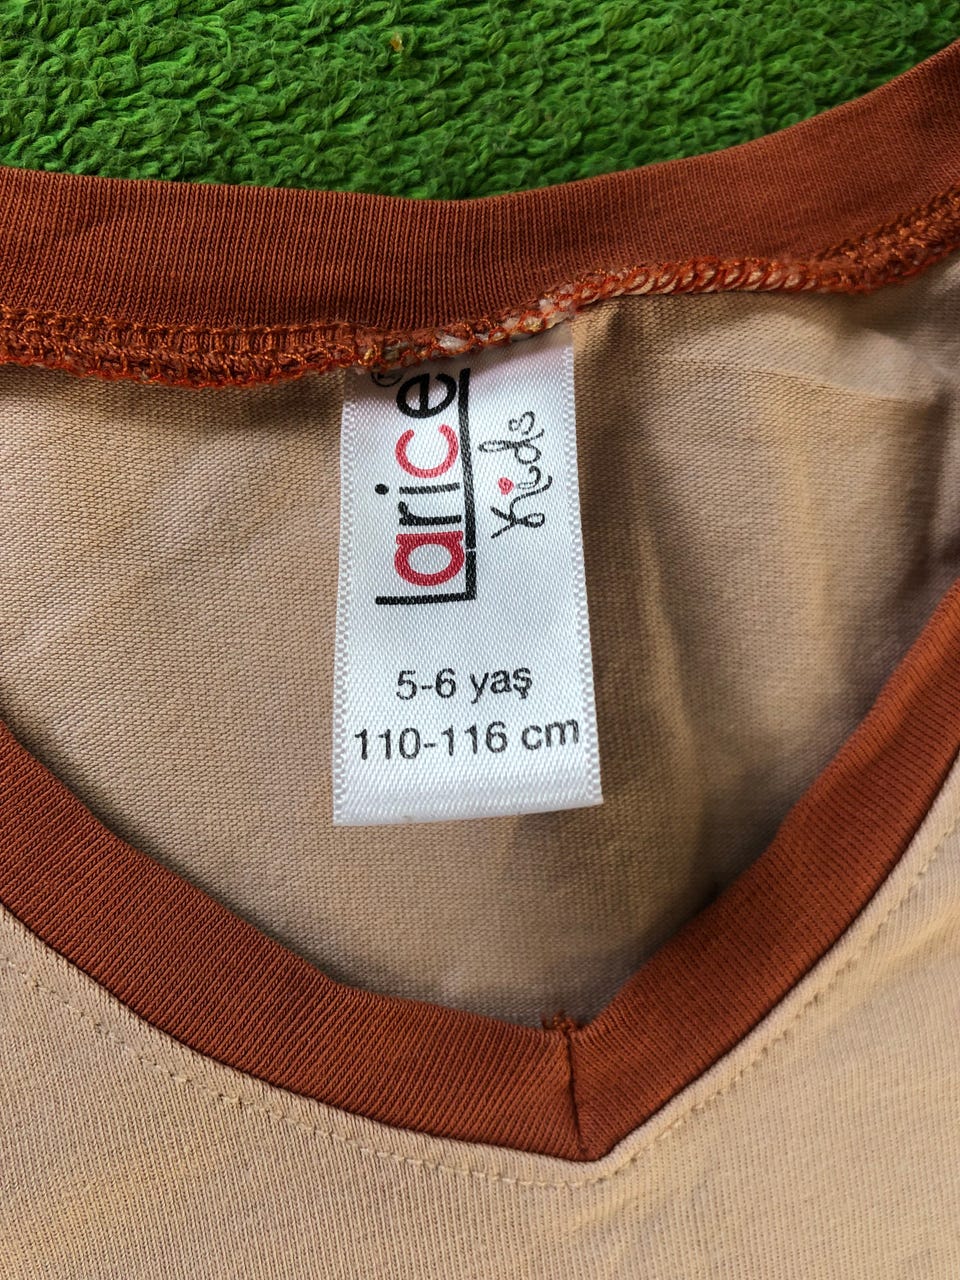 Larice
Kids
5-6 yaş
110-116 cm